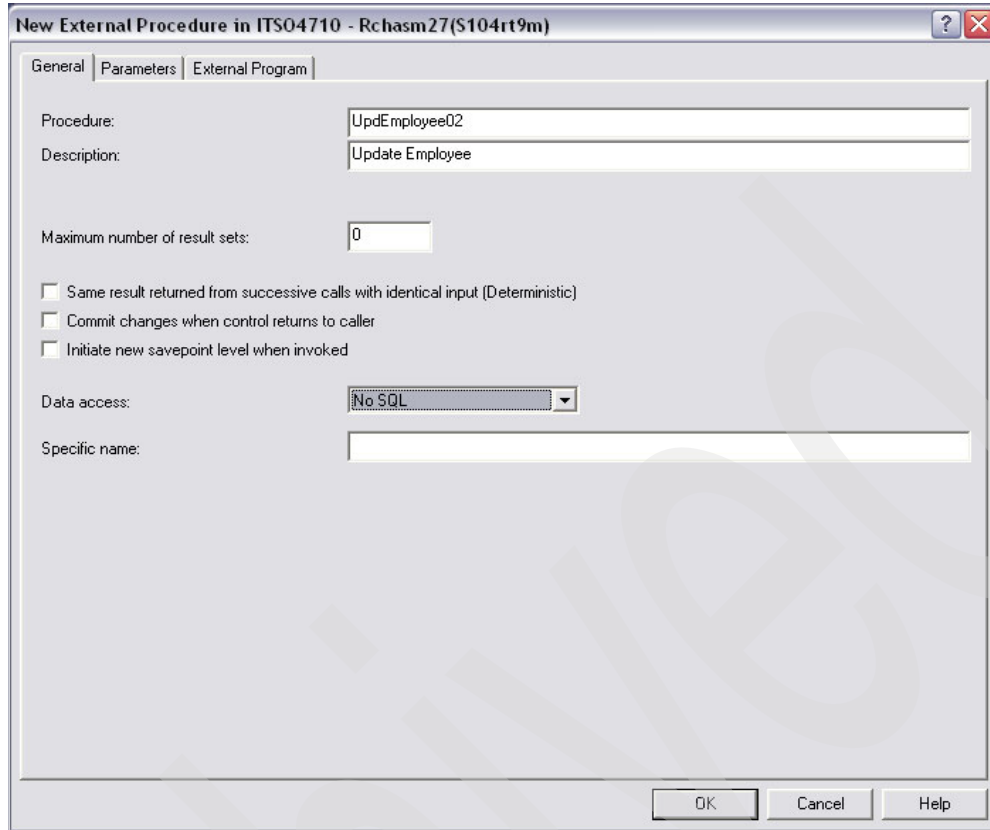 New External Procedure in ITSO4710 - Rchasm27(S104rt9m)
General Parameters External Program
Procedure: UpdEmployee02
Description: Update Employee
Maximum number of result sets: 0
Same result returned from successive calls with identical input (Deterministic)
Commit changes when control returns to caller
Initiate new savepoint level when invoked
Data access: No SQL
Specific name:
OK Cancel Help